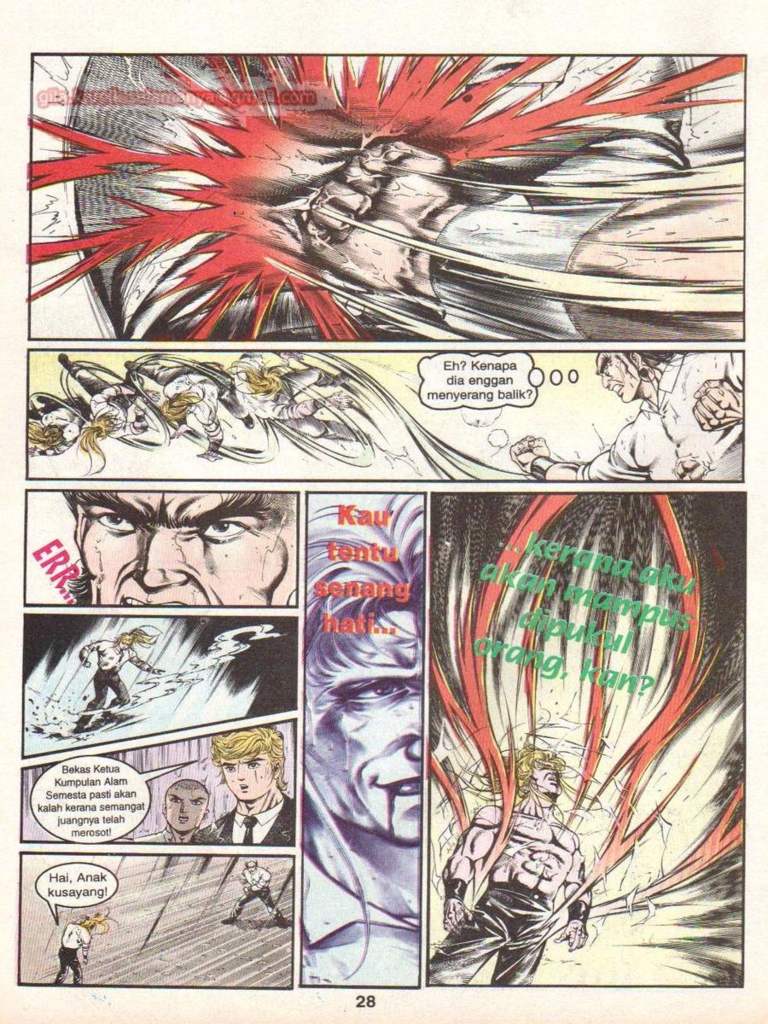 Eh? Kenapa
dia enggan
menyerang balik?
ERR...
Kau
tentu
senang
hati...
...kerana aku
akan mampus
dipukul
orang, kan?
Bekas Ketua
Kumpulan Alam
Semesta pasti akan
kalah kerana semangat
juangnya telah
merosot!
Hai, Anak
kusayang!
28